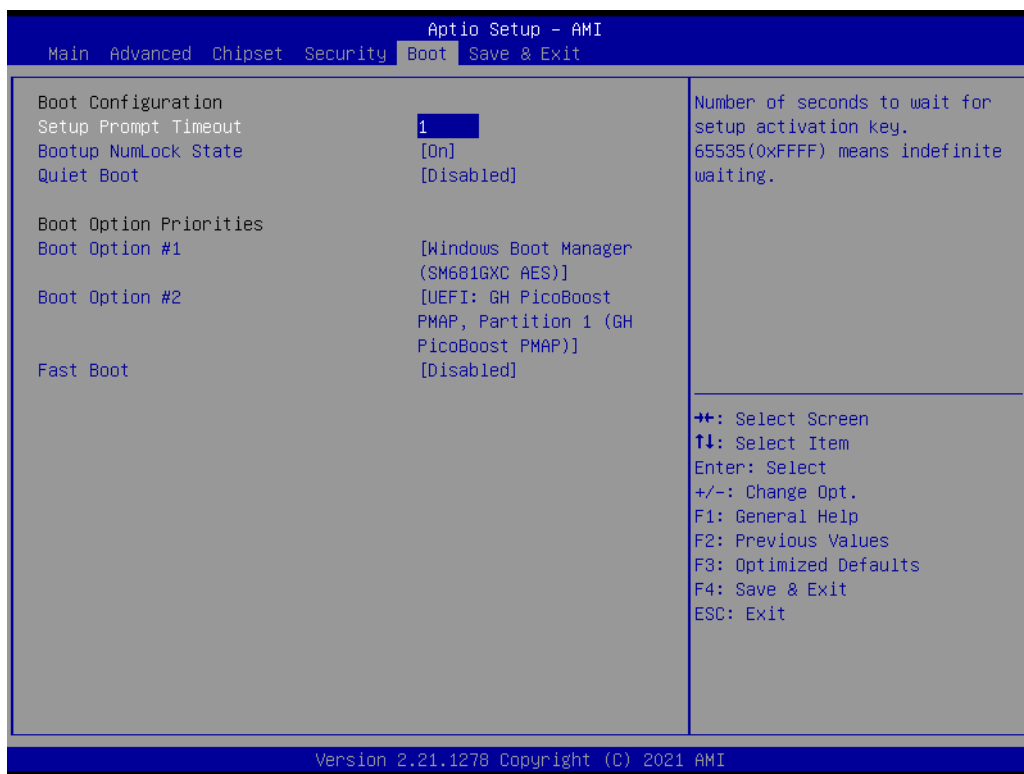 Aptio Setup - AMI
Main Advanced Chipset Security Boot Save & Exit
Boot Configuration
Setup Prompt Timeout 1
Bootup NumLock State [On]
Quiet Boot [Disabled]
Boot Option Priorities
Boot Option #1 [Windows Boot Manager
(SM681GXC AES)]
Boot Option #2 [UEFI: GH PicoBoost
PMAP, Partition 1 (GH
PicoBoost PMAP)]
Fast Boot [Disabled]
Number of seconds to wait for
setup activation key.
65535(0xFFFF) means indefinite
waiting.
→←: Select Screen
↑↓: Select Item
Enter: Select
+/-: Change Opt.
F1: General Help
F2: Previous Values
F3: Optimized Defaults
F4: Save & Exit
ESC: Exit
Version 2.21.1278 Copyright (C) 2021 AMI